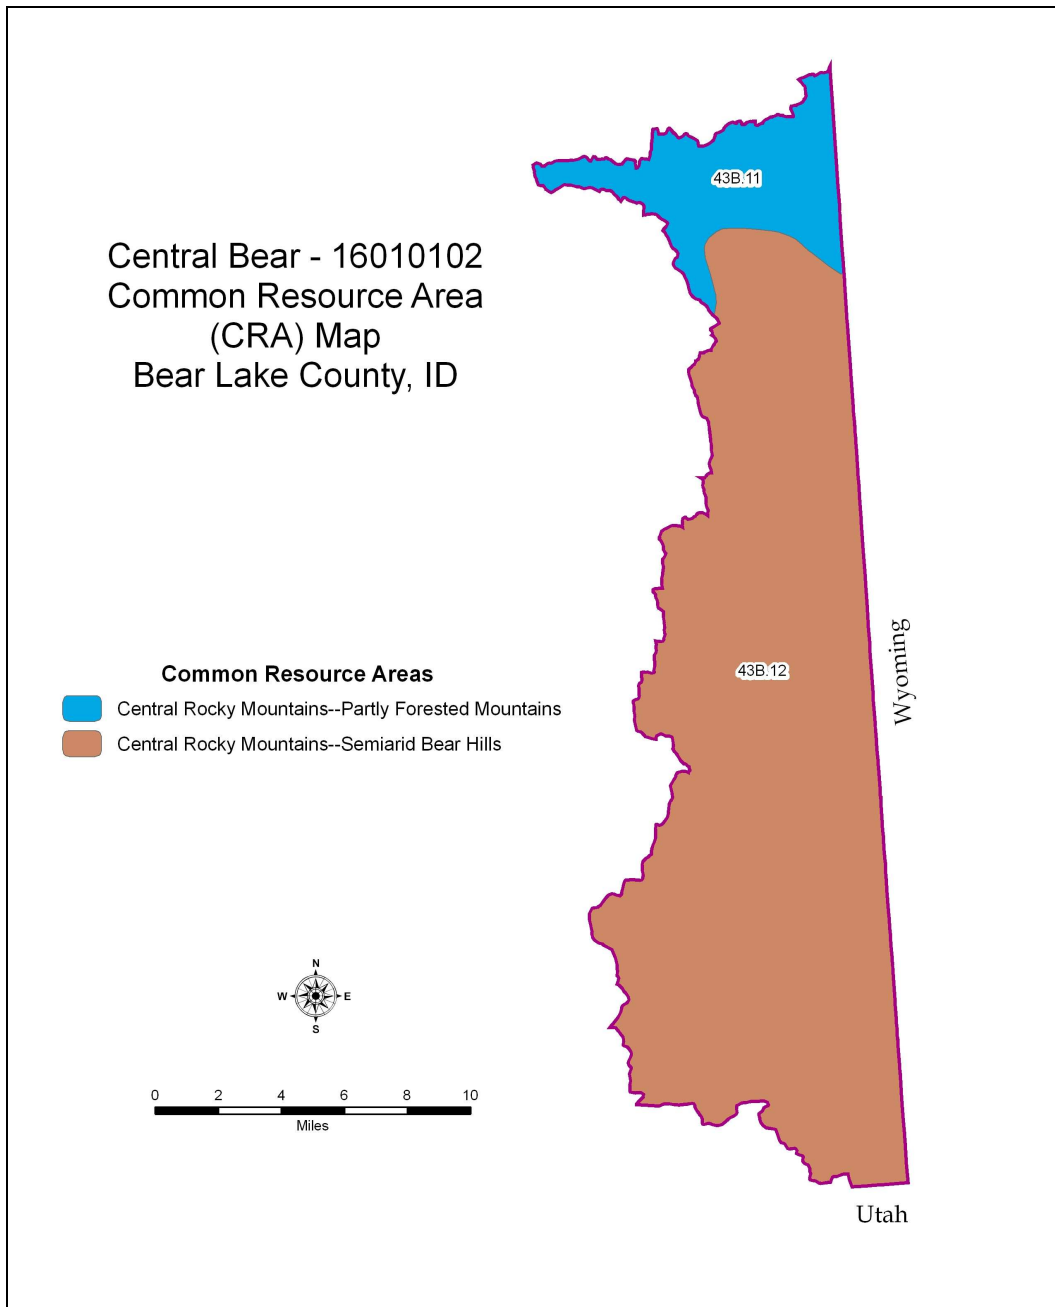 43B.11
Central Bear - 16010102
Common Resource Area
(CRA) Map
Bear Lake County, ID
Wyoming
43B.12
Common Resource Areas
Central Rocky Mountains--Partly Forested Mountains
Central Rocky Mountains--Semiarid Bear Hills
N
W E
S
0 2 4 6 8 10
Miles
Utah